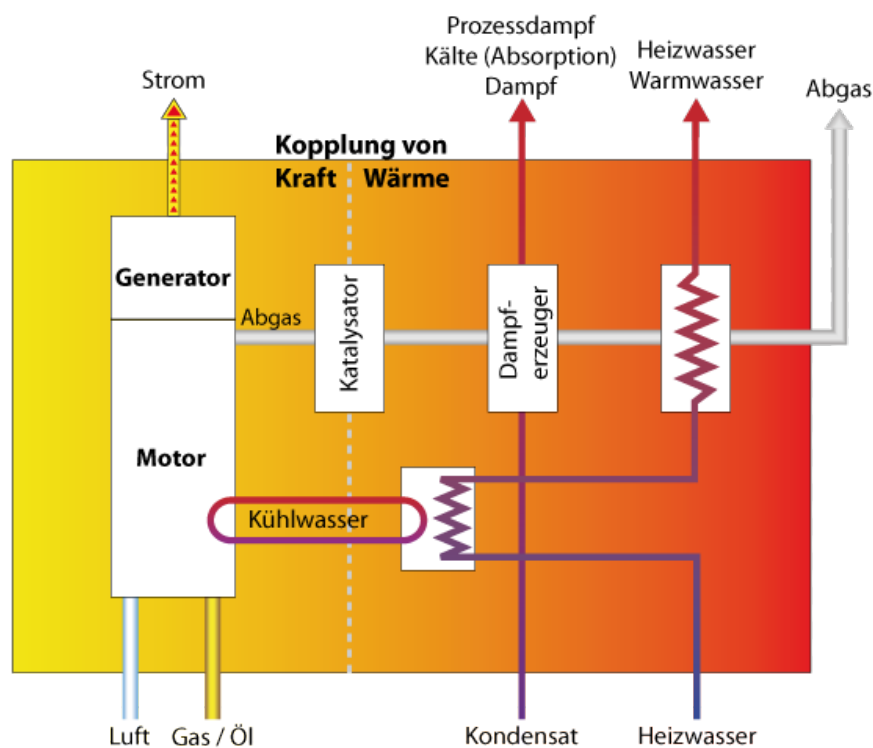 Strom
Prozessdampf
Kälte (Absorption)
Dampf
Heizwasser
Warmwasser
Abgas
Kopplung von
Kraft Wärme
Generator
Abgas
Katalysator
Dampf-
erzeuger
Motor
Kühlwasser
Luft
Gas / Öl
Kondensat
Heizwasser